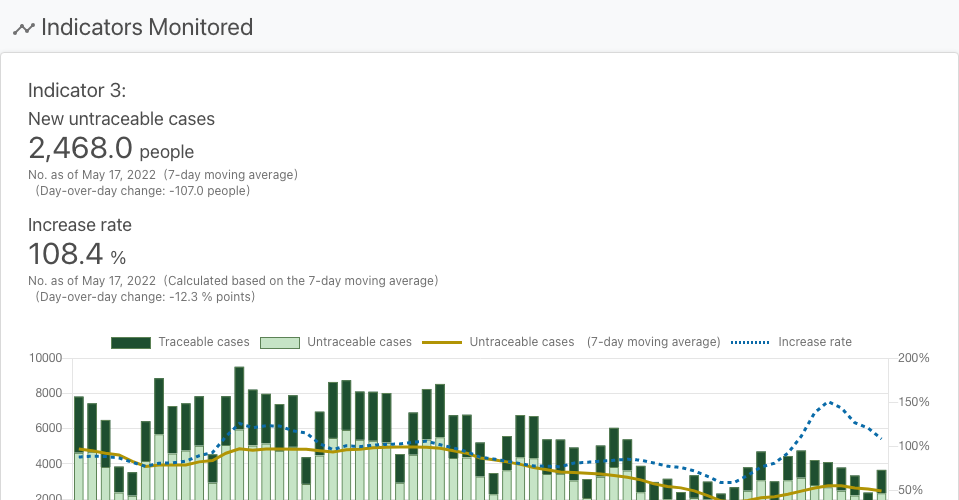 Indicators Monitored
Indicator 3:
New untraceable cases
2,468.0 people
No. as of May 17, 2022 (7-day moving average)
(Day-over-day change: -107.0 people)
Increase rate
108.4 %
No. as of May 17, 2022 (Calculated based on the 7-day moving average)
(Day-over-day change: -12.3 % points)
Traceable cases Untraceable cases Untraceable cases (7-day moving average) Increase rate
10000 200%
8000
150%
6000
100%
4000
50%
2000